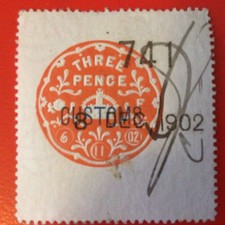 741
THREE
PENCE
CUSTOMS
8 DEC. 1902
6 02
11